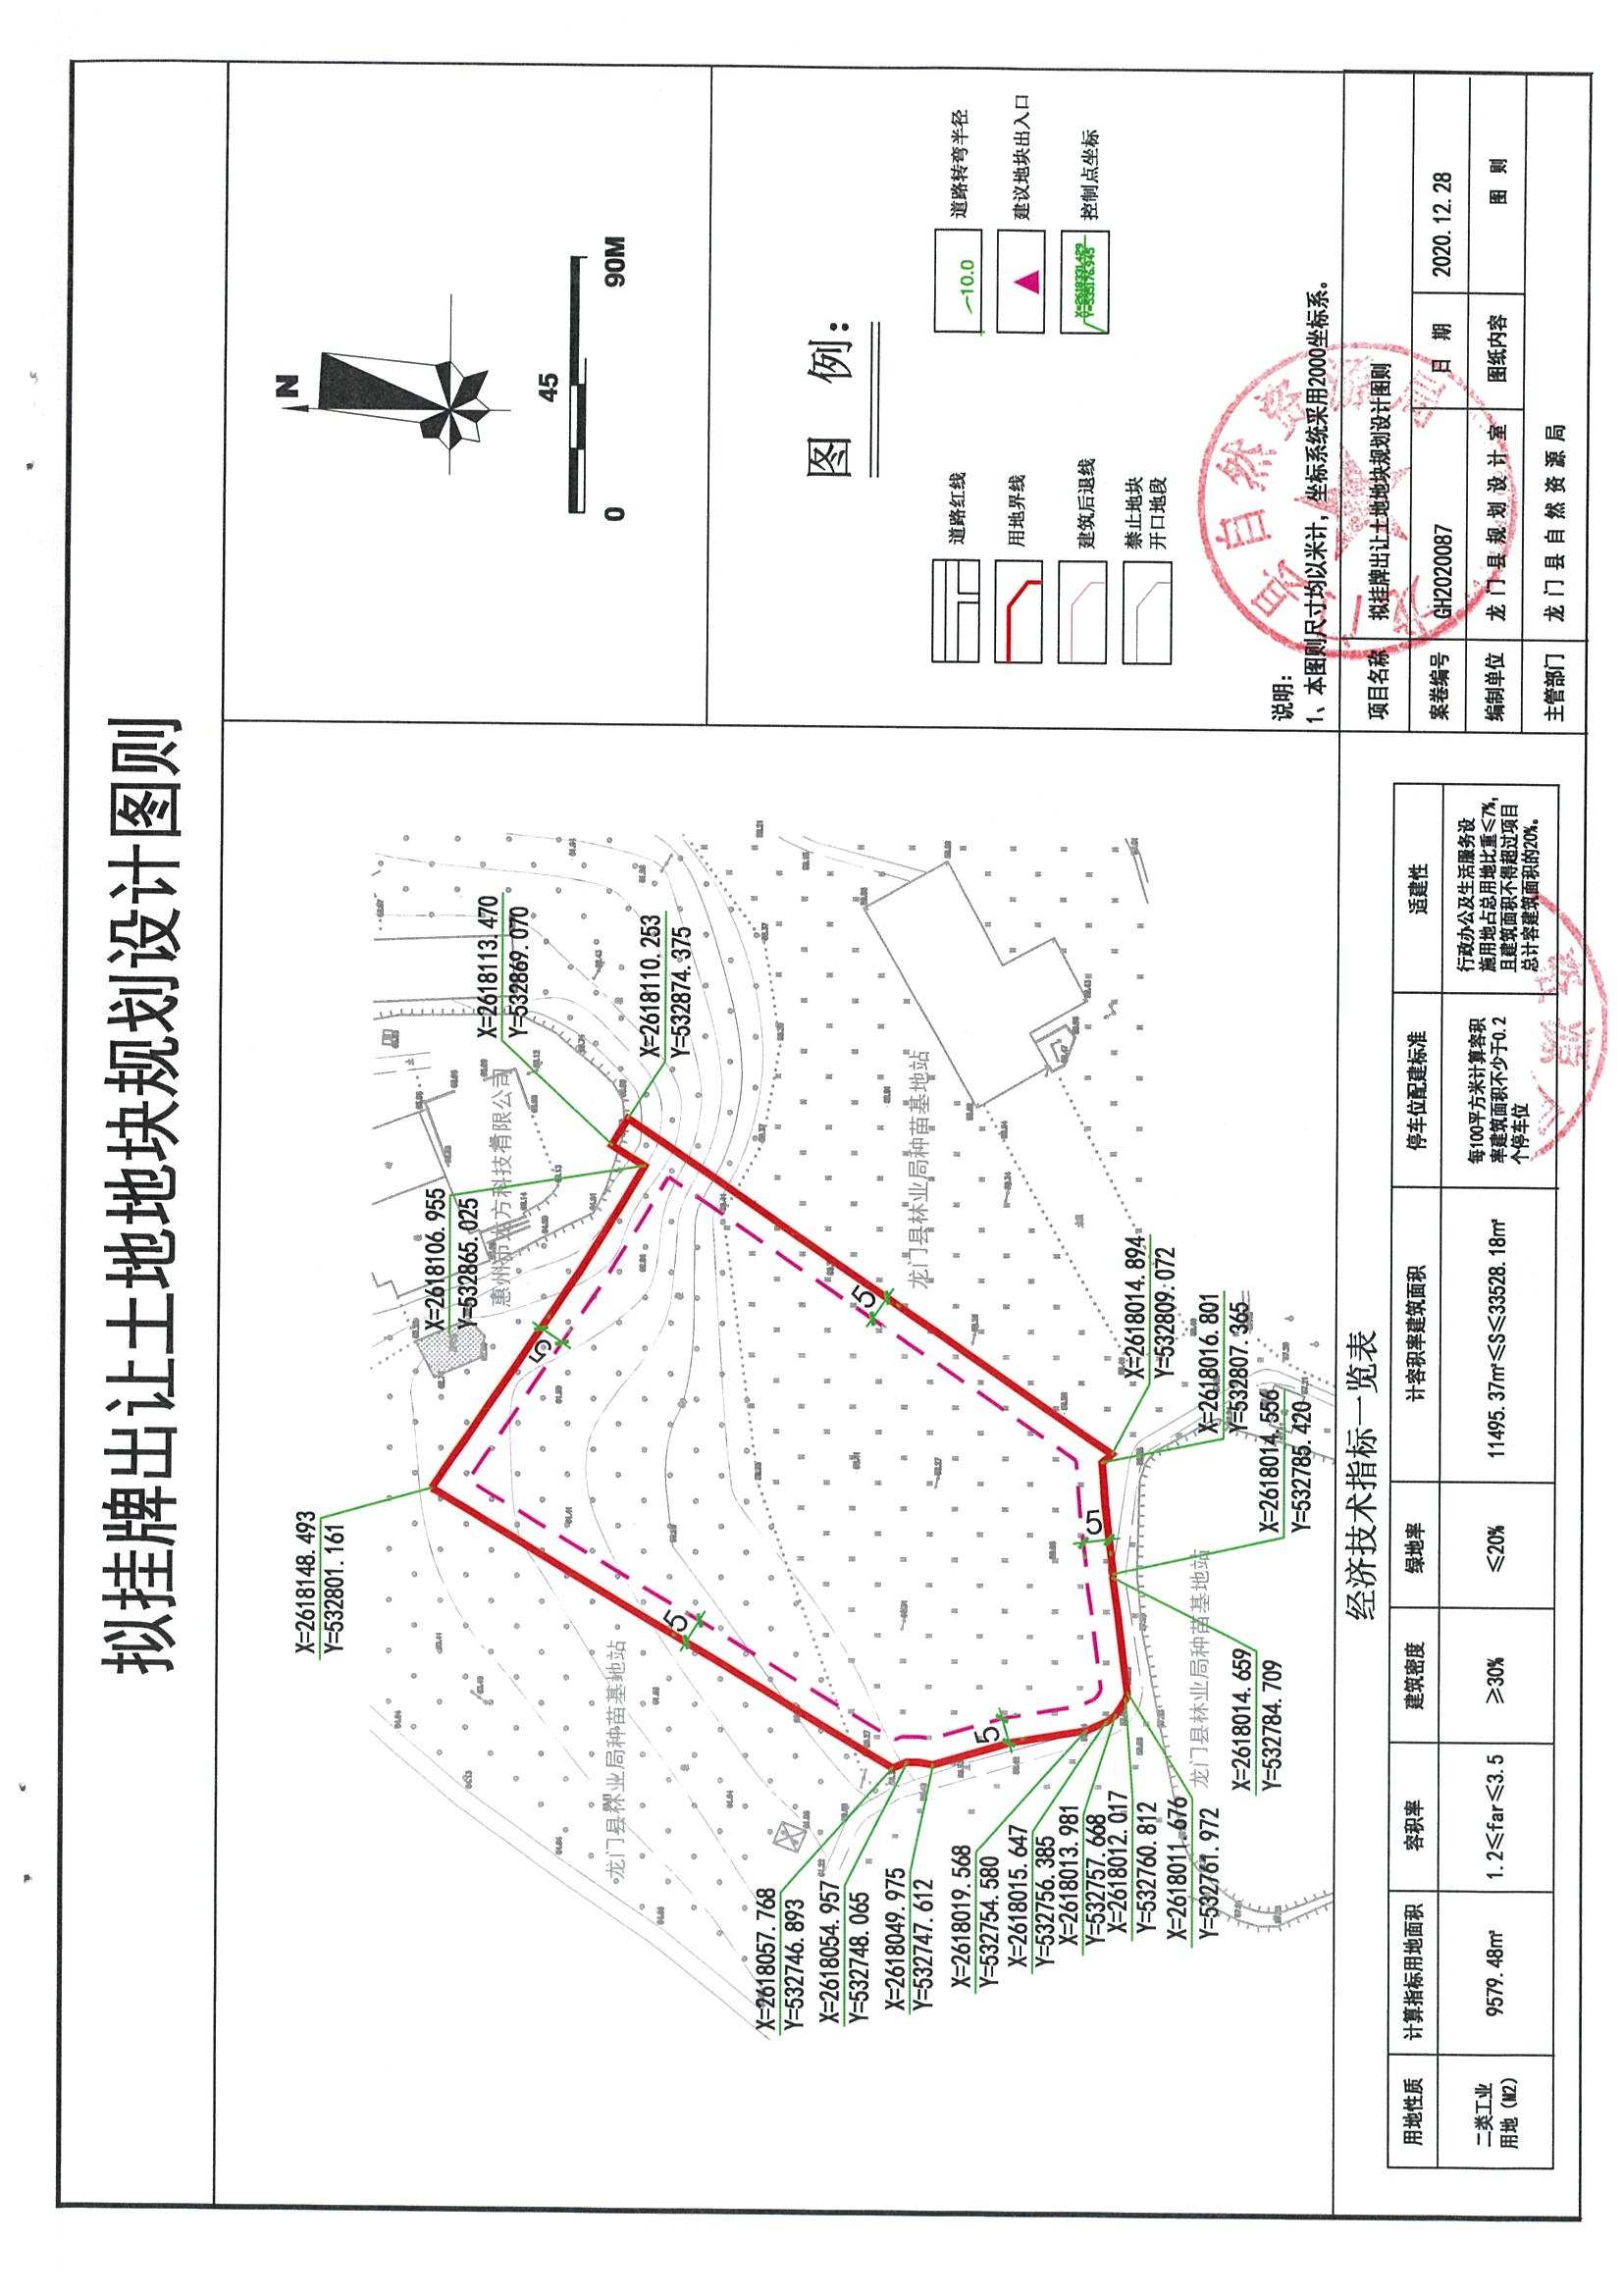 拟挂牌出让土地地块规划设计图则
X=2618148.493
Y=532801.161
X=2618113.470
Y=532869.070
X=2618110.253
Y=532874.375
X=2618106.955
Y=532865.025
X=2618014.894
Y=532809.072
X=2618016.801
Y=532807.365
X=2618014.556
Y=532785.420
X=2618014.659
Y=532784.709
X=2618057.768
Y=532746.893
X=2618054.957
Y=532748.065
X=2618049.975
Y=532747.612
X=2618019.568
Y=532754.580
X=2618015.647
Y=532756.385
X=2618013.981
Y=532757.668
X=2618012.017
Y=532760.812
X=2618011.676
Y=532761.972
5
5
5
5
5
龙门县林业局种苗基地站
龙门县林业局种苗基地站
龙门县林业局种苗基地站
N
0
45
90M
图 例：
道路红线
用地界线
建筑后退线
禁止地块
开口地段
10.0
道路转弯半径
建议地块出入口
控制点坐标
说明：
1、本图则尺寸均以米计，坐标系统采用2000坐标系。
项目名称
拟挂牌出让土地地块规划设计图则
案卷编号
GH2020087
日 期
2020.12.28
编制单位
龙门县规划设计室
图纸内容
图 则
主管部门
龙门县自然资源局
经济技术指标一览表
用地性质
计算指标用地面积
容积率
建筑密度
绿地率
计容积率建筑面积
停车位配建标准
适建性
二类工业
用地（M2）
9579.48㎡
1.2≤far≤3.5
≥30%
≤20%
11495.37㎡≤S≤33528.18㎡
每100平方米计算容积
率建筑面积不少于0.2
个停车位
行政办公及生活服务设
施用地占总用地比重≤7%，
且建筑面积不得超过项目
总计容建筑面积的20%。